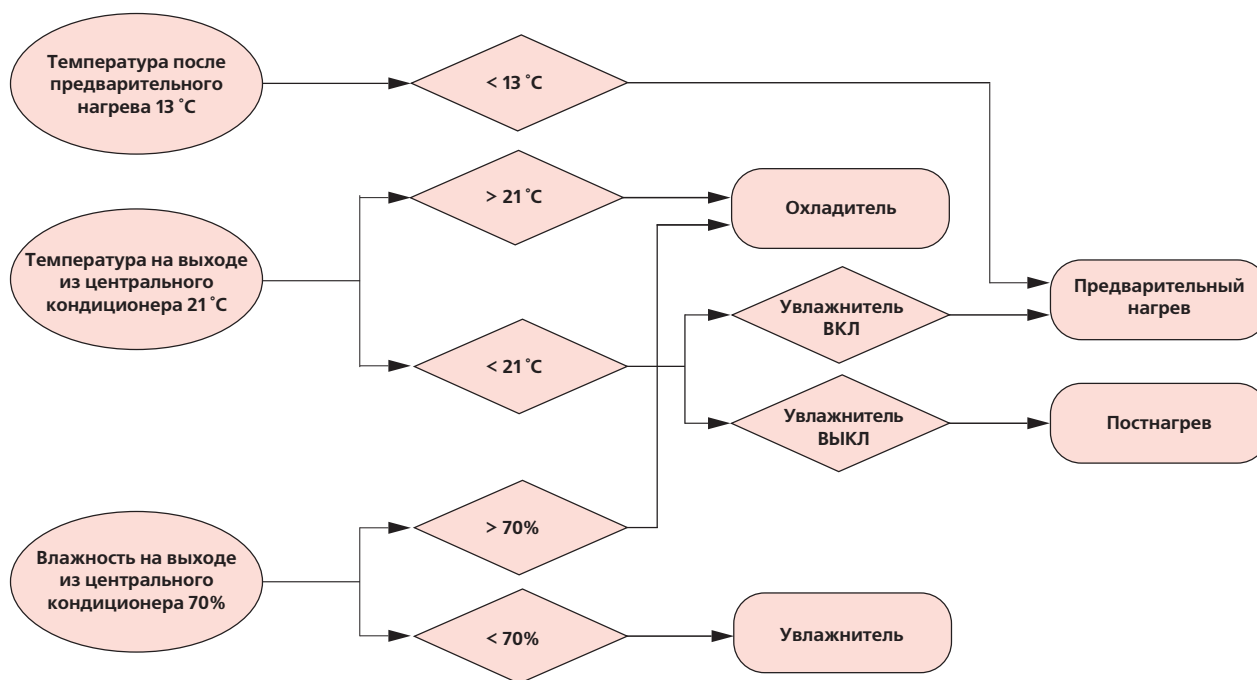 Температура после
предварительного
нагрева 13 ˚C
< 13 ˚C
> 21 ˚C
Охладитель
Температура на выходе
из центрального
кондиционера 21 ˚C
Предварительный
нагрев
Увлажнитель
ВКЛ
< 21 ˚C
Увлажнитель
ВЫКЛ
Постнагрев
> 70%
Влажность на выходе
из центрального
кондиционера 70%
< 70%
Увлажнитель